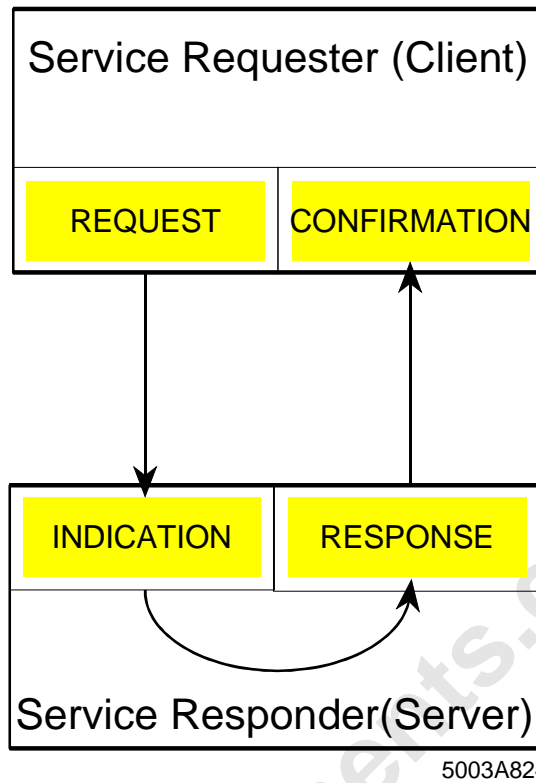 Service Requester (Client)
REQUEST
CONFIRMATION
INDICATION
RESPONSE
Service Responder(Server)